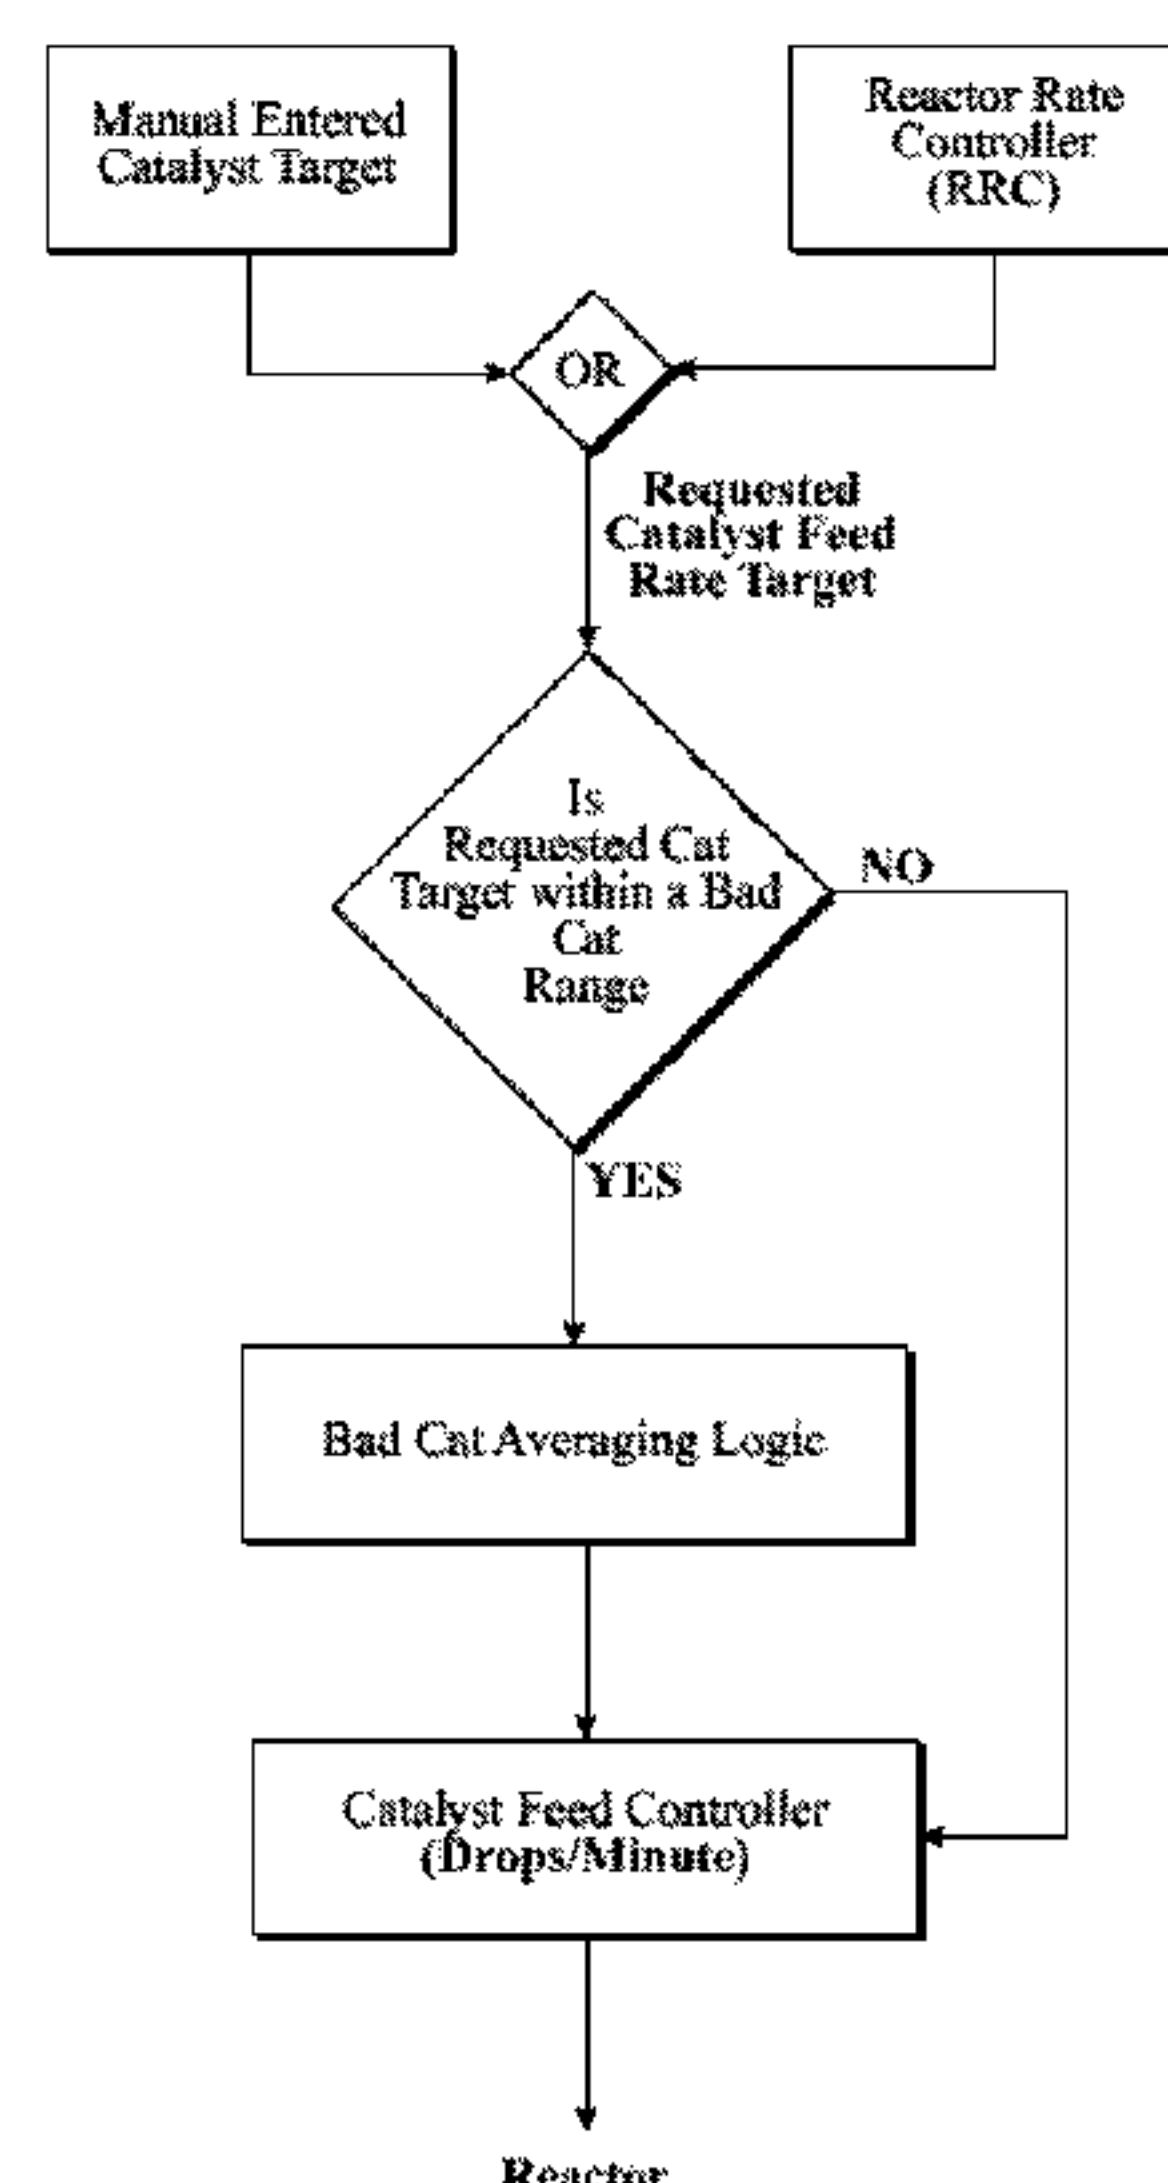 Manual Entered
Catalyst Target
Reactor Rate
Controller
(RRC)
OR
Requested
Catalyst Feed
Rate Target
Is
Requested Cat
Target within a Bad
Cat
Range
NO
YES
Bad Cat Averaging Logic
Catalyst Feed Controller
(Drops/Minute)
Reactor